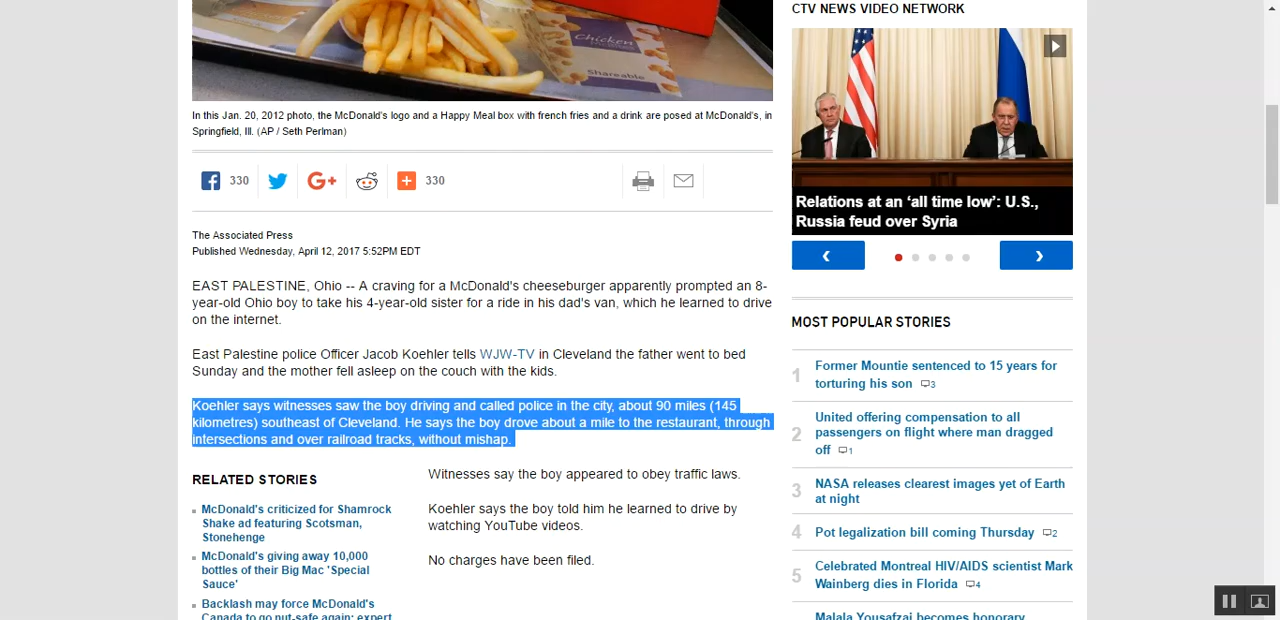 Chicken
Shareable
In this Jan. 20, 2012 photo, the McDonald's logo and a Happy Meal box with french fries and a drink are posed at McDonald's, in
Springfield, Ill. (AP / Seth Perlman)
330
G+
330
The Associated Press
Published Wednesday, April 12, 2017 5:52PM EDT
EAST PALESTINE, Ohio -- A craving for a McDonald's cheeseburger apparently prompted an 8-
year-old Ohio boy to take his 4-year-old sister for a ride in his dad's van, which he learned to drive
on the internet.
East Palestine police Officer Jacob Koehler tells WJW-TV in Cleveland the father went to bed
Sunday and the mother fell asleep on the couch with the kids.
Koehler says witnesses saw the boy driving and called police in the city, about 90 miles (145
kilometres) southeast of Cleveland. He says the boy drove about a mile to the restaurant, through
intersections and over railroad tracks, without mishap.
Witnesses say the boy appeared to obey traffic laws.
Koehler says the boy told him he learned to drive by
watching YouTube videos.
No charges have been filed.
RELATED STORIES
McDonald's criticized for Shamrock
Shake ad featuring Scotsman,
Stonehenge
McDonald's giving away 10,000
bottles of their Big Mac 'Special
Sauce'
Backlash may force McDonald's
Canada to go nut-safe again: expert
CTV NEWS VIDEO NETWORK
Relations at an ‘all time low’: U.S.,
Russia feud over Syria
MOST POPULAR STORIES
1 Former Mountie sentenced to 15 years for
torturing his son 3
2 United offering compensation to all
passengers on flight where man dragged
off 1
3 NASA releases clearest images yet of Earth
at night
4 Pot legalization bill coming Thursday 2
5 Celebrated Montreal HIV/AIDS scientist Mark
Wainberg dies in Florida 4
Malala Yousafzai becomes honorary